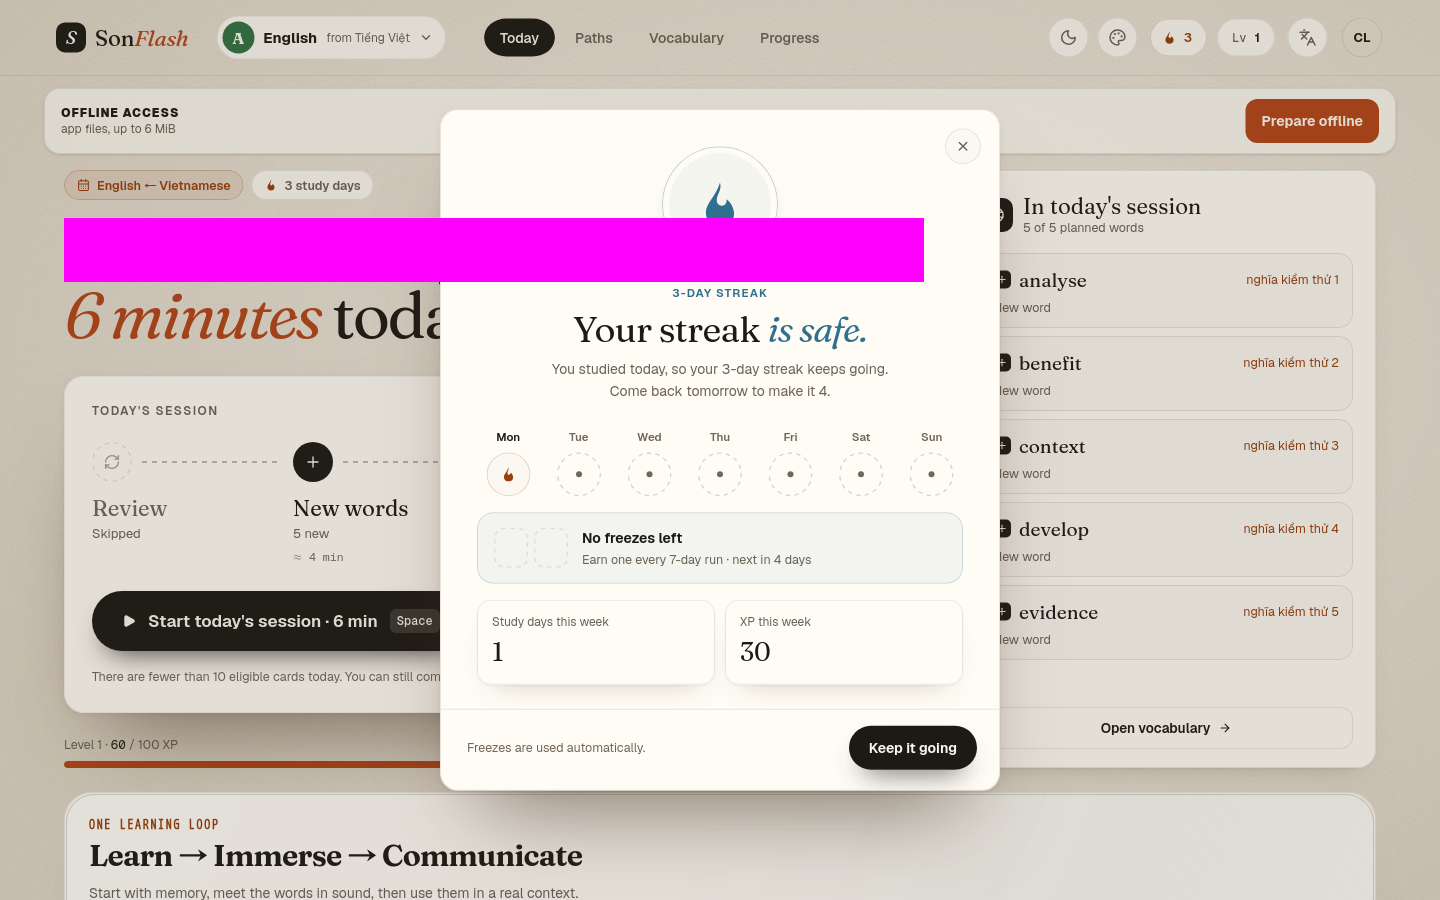 S SonFlash
A English from Tiếng Việt
Today Paths Vocabulary Progress
3
Lv 1
CL
OFFLINE ACCESS
app files, up to 6 MiB
Prepare offline
English ← Vietnamese
3 study days
6 minutes
TODAY'S SESSION
Review
Skipped
New words
5 new
≈ 4 min
Start today's session · 6 min Space
There are fewer than 10 eligible cards today. You can still
Level 1 · 60 / 100 XP
3-DAY STREAK
Your streak is safe.
You studied today, so your 3-day streak keeps going.
Come back tomorrow to make it 4.
Mon Tue Wed Thu Fri Sat Sun
No freezes left
Earn one every 7-day run · next in 4 days
Study days this week
1
XP this week
30
Freezes are used automatically.
Keep it going
In today's session
5 of 5 planned words
analyse nghĩa kiểm thử 1
word
benefit nghĩa kiểm thử 2
word
context nghĩa kiểm thử 3
word
develop nghĩa kiểm thử 4
word
evidence nghĩa kiểm thử 5
word
Open vocabulary →
ONE LEARNING LOOP
Learn → Immerse → Communicate
Start with memory, meet the words in sound, then use them in a real context.